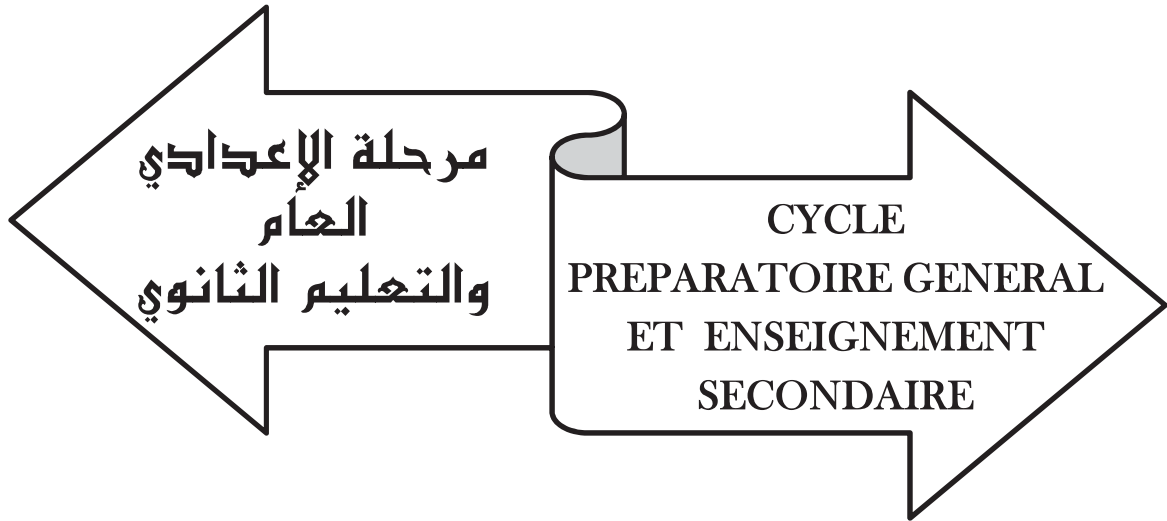 مرحلة الإعدادي
العام
والتعليم الثانوي
CYCLE
PREPARATOIRE GENERAL
ET ENSEIGNEMENT
SECONDAIRE